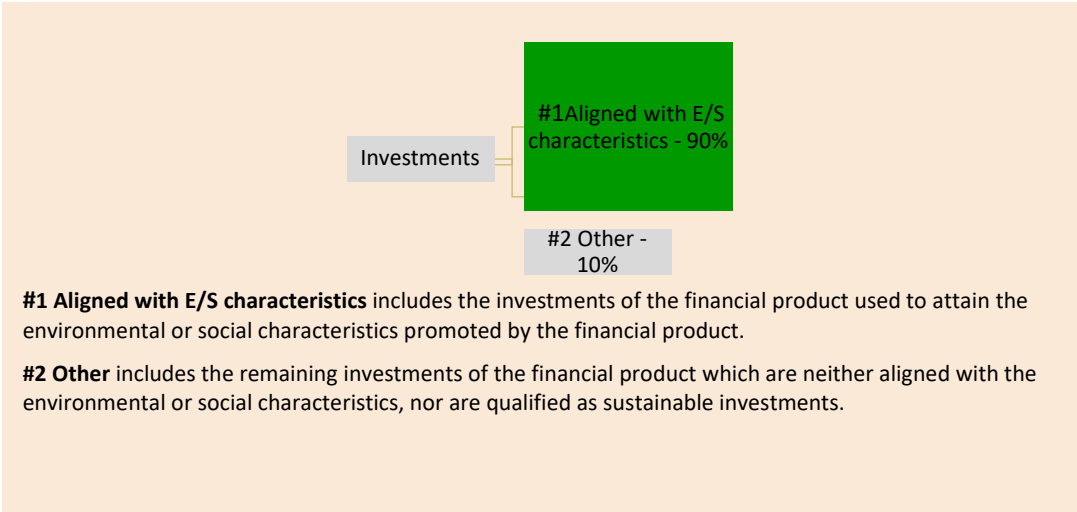 #1Aligned with E/S
characteristics - 90%
Investments
#2 Other -
10%
#1 Aligned with E/S characteristics includes the investments of the financial product used to attain the
environmental or social characteristics promoted by the financial product.
#2 Other includes the remaining investments of the financial product which are neither aligned with the
environmental or social characteristics, nor are qualified as sustainable investments.